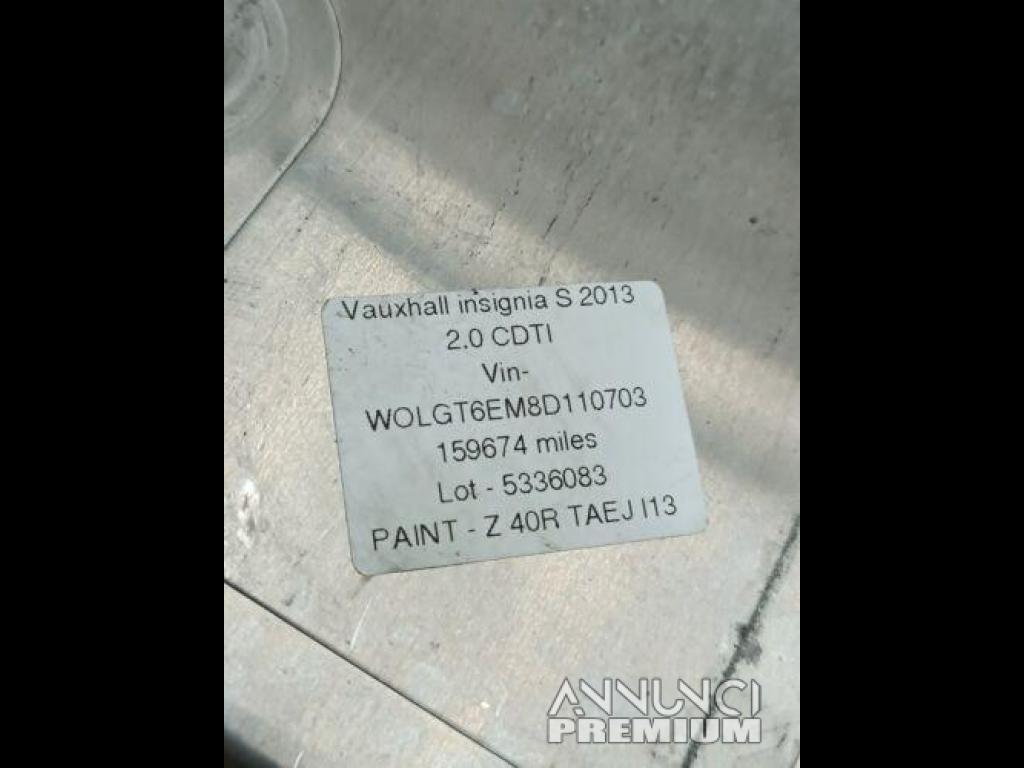 Vauxhall insignia S 2013
2.0 CDTI
Vin-
WOLGT6EM8D110703
159674 miles
Lot - 5336083
PAINT - Z 40R TAEJ I13
ANNUNCI
PREMIUM